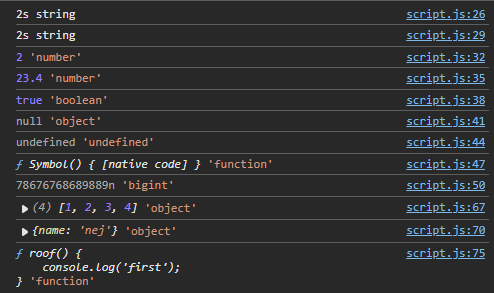 2s string script.js:26
2s string script.js:29
2 'number' script.js:32
23.4 'number' script.js:35
true 'boolean' script.js:38
null 'object' script.js:41
undefined 'undefined' script.js:44
ƒ Symbol() { [native code] } 'function' script.js:47
78676768689889n 'bigint' script.js:50
▶ (4) [1, 2, 3, 4] 'object' script.js:67
▶ {name: 'nej'} 'object' script.js:70
ƒ roof() { script.js:75
console.log('first');
} 'function'